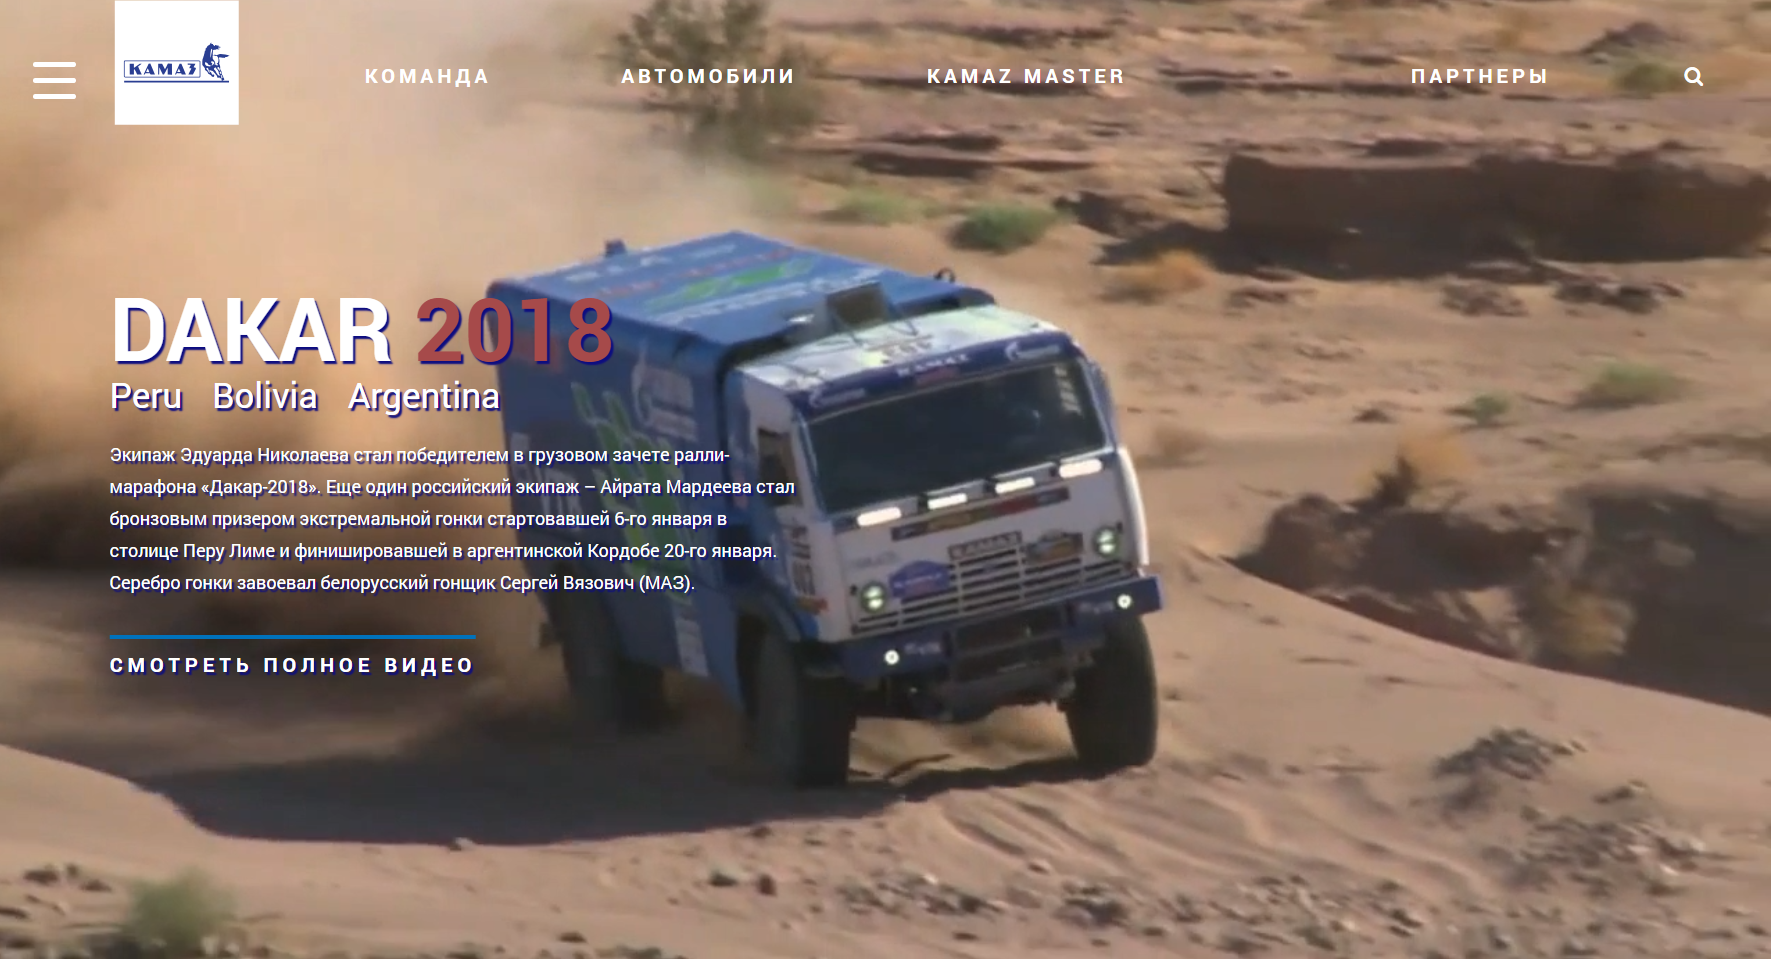 КАМАЗ
КОМАНДА
АВТОМОБИЛИ
KAMAZ MASTER
ПАРТНЕРЫ
DAKAR 2018
Peru Bolivia Argentina
Экипаж Эдуарда Николаева стал победителем в грузовом зачете ралли-
марафона «Дакар-2018». Еще один российский экипаж – Айрата Мардеева стал
бронзовым призером экстремальной гонки стартовавшей 6-го января в
столице Перу Лиме и финишировавшей в аргентинской Кордобе 20-го января.
Серебро гонки завоевал белорусский гонщик Сергей Вязович (МАЗ).
СМОТРЕТЬ ПОЛНОЕ ВИДЕО
KAMAZ
KAMAZ